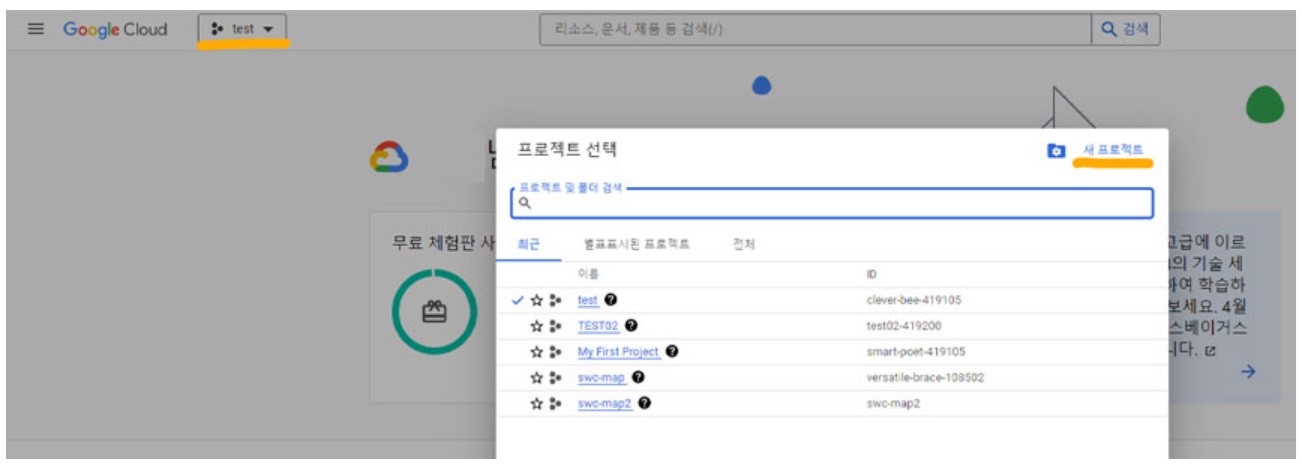 Google Cloud
test
리소스, 문서, 제품 등 검색(/)
검색
프로젝트 선택
새 프로젝트
프로젝트 및 폴더 검색
무료 체험판 사
최근
별표표시된 프로젝트
전체
이름
ID
test
clever-bee-419105
TEST02
test02-419200
My First Project
smart-poet-419105
swc-map
versatile-brace-108502
swc-map2
swc-map2
고급에 이르
의 기술 세
하여 학습하
보세요. 4월
스베이거스
니다.